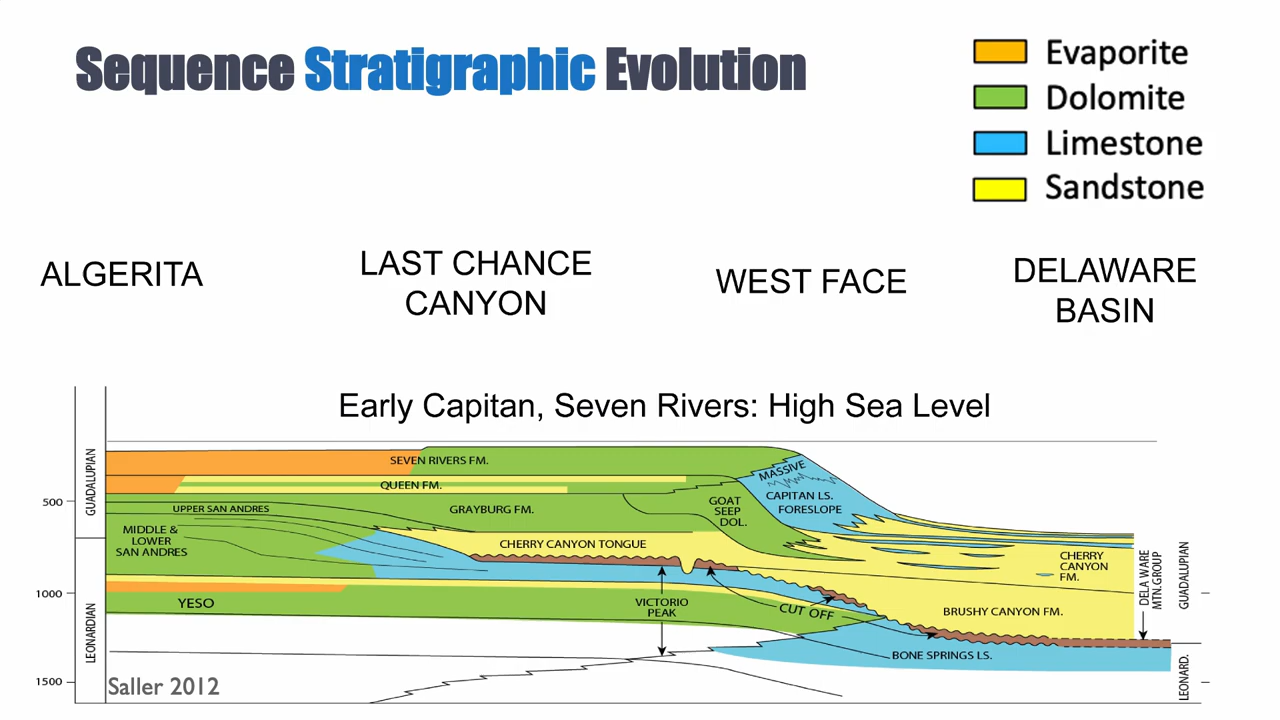 Sequence Stratigraphic Evolution
Evaporite
Dolomite
Limestone
Sandstone
ALGERITA
LAST CHANCE
CANYON
WEST FACE
DELAWARE
BASIN
Early Capitan, Seven Rivers: High Sea Level
GUADALUPIAN
LEONARDIAN
500
1000
1500
SEVEN RIVERS FM.
QUEEN FM.
UPPER SAN ANDRES
GRAYBURG FM.
MIDDLE &
LOWER
SAN ANDRES
CHERRY CANYON TONGUE
GOAT
SEEP
DOL.
MASSIVE
CAPITAN LS.
FORESLOPE
YESO
VICTORIO
PEAK
CUT OFF
CHERRY
CANYON
FM.
BRUSHY CANYON FM.
BONE SPRINGS LS.
DELA WARE
MTN.GROUP
GUADALUPIAN
LEONARD.
Saller 2012